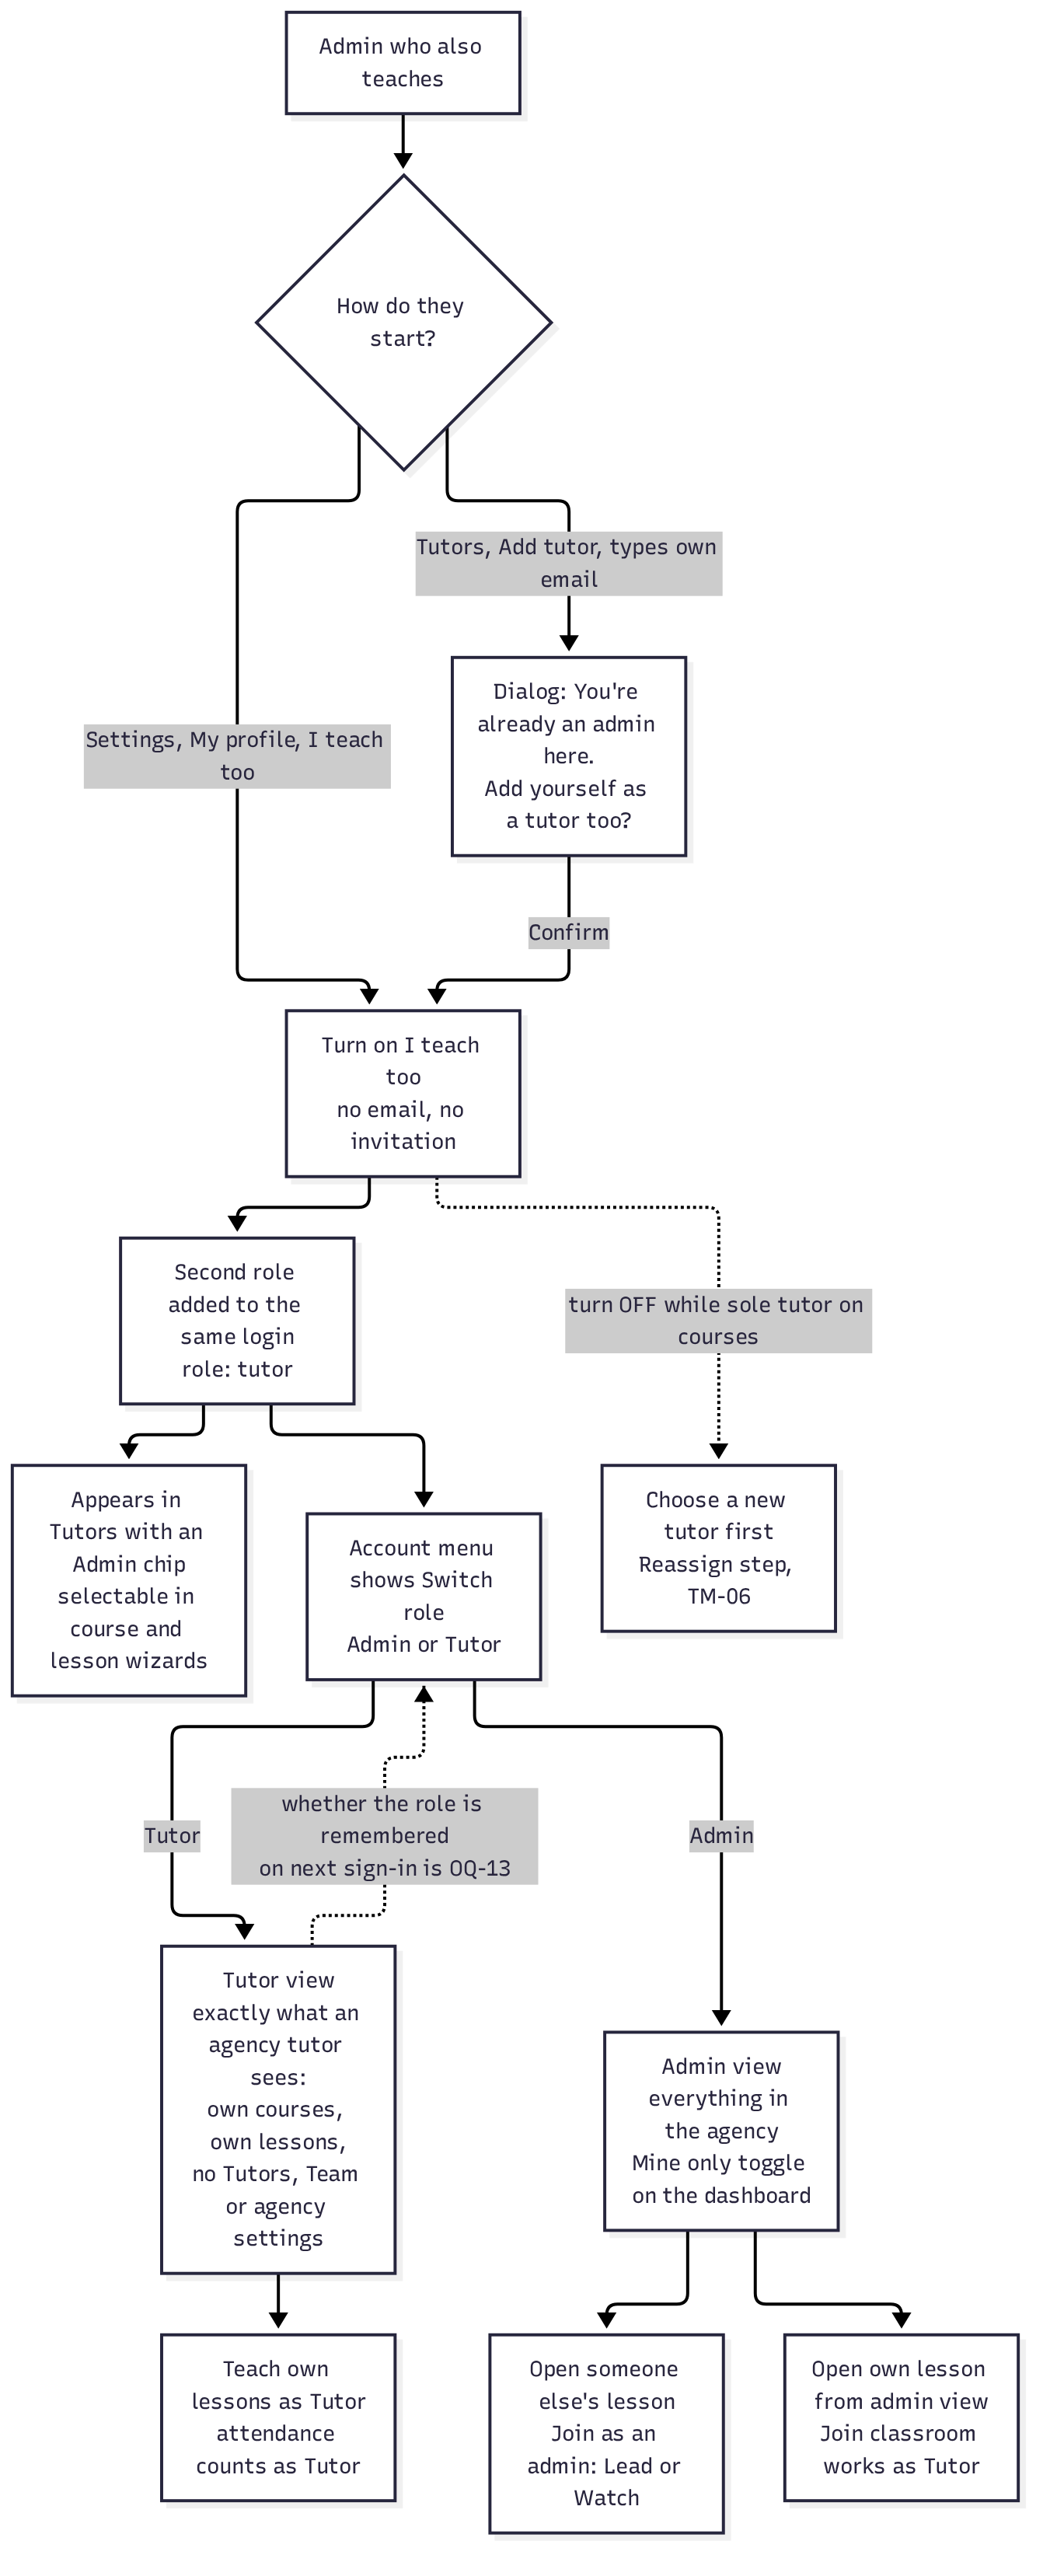 Admin who also
teaches
How do they
start?
Tutors, Add tutor, types own
email
Settings, My profile, I teach
too
Dialog: You're
already an admin
here.
Add yourself as
a tutor too?
Confirm
Turn on I teach
too
no email, no
invitation
Second role
added to the
same login
role: tutor
turn OFF while sole tutor on
courses
Appears in
Tutors with an
Admin chip
selectable in
course and
lesson wizards
Account menu
shows Switch
role
Admin or Tutor
Choose a new
tutor first
Reassign step,
TM-06
Tutor
whether the role is
remembered
on next sign-in is OQ-13
Admin
Tutor view
exactly what an
agency tutor
sees:
own courses,
own lessons,
no Tutors, Team
or agency
settings
Admin view
everything in
the agency
Mine only toggle
on the dashboard
Teach own
lessons as Tutor
attendance
counts as Tutor
Open someone
else's lesson
Join as an
admin: Lead or
Watch
Open own lesson
from admin view
Join classroom
works as Tutor